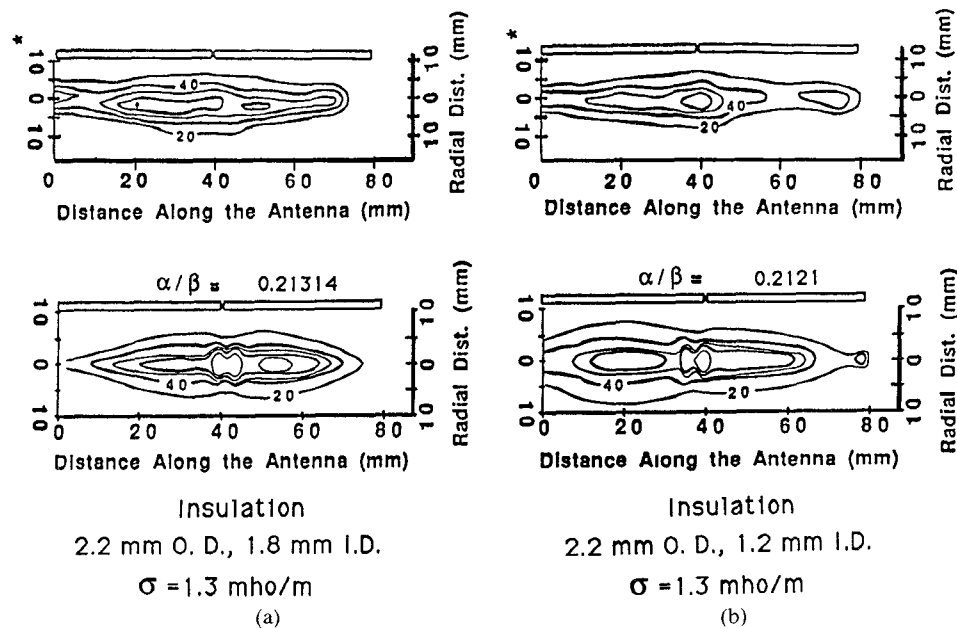 *
10 0 10
40
20
10 0 10
Radial Dist. (mm)
0 20 40 60 80
Distance Along the Antenna (mm)
*
10 0 10
40
20
10 0 10
Radial Dist. (mm)
0 20 40 60 80
Distance Along the Antenna (mm)
α/β = 0.21314
10 0 10
40
20
10 0 10
Radial Dist. (mm)
0 20 40 60 80
Distance Along the Antenna (mm)
Insulation
2.2 mm O. D., 1.8 mm I.D.
σ =1.3 mho/m
(a)
α/β = 0.2121
10 0 10
40
20
10 0 10
Radial Dist. (mm)
0 20 40 60 80
Distance Along the Antenna (mm)
Insulation
2.2 mm O.D., 1.2 mm I.D.
σ =1.3 mho/m
(b)